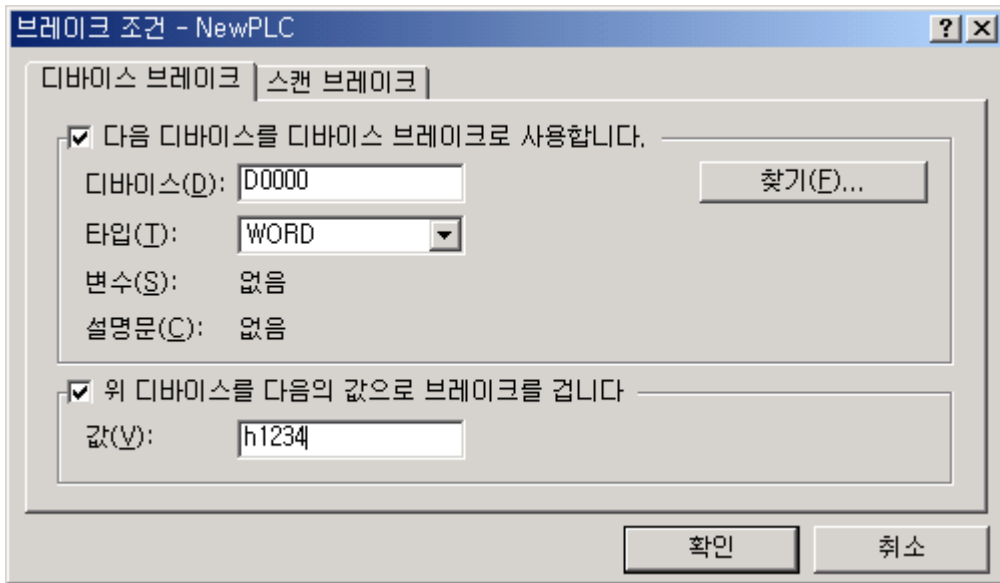 브레이크 조건 - NewPLC
디바이스 브레이크 스캔 브레이크
다음 디바이스를 디바이스 브레이크로 사용합니다.
디바이스(D): D0000 찾기(F)...
타입(T): WORD
변수(S): 없음
설명문(C): 없음
위 디바이스를 다음의 값으로 브레이크를 겁니다
값(V): h1234
확인 취소